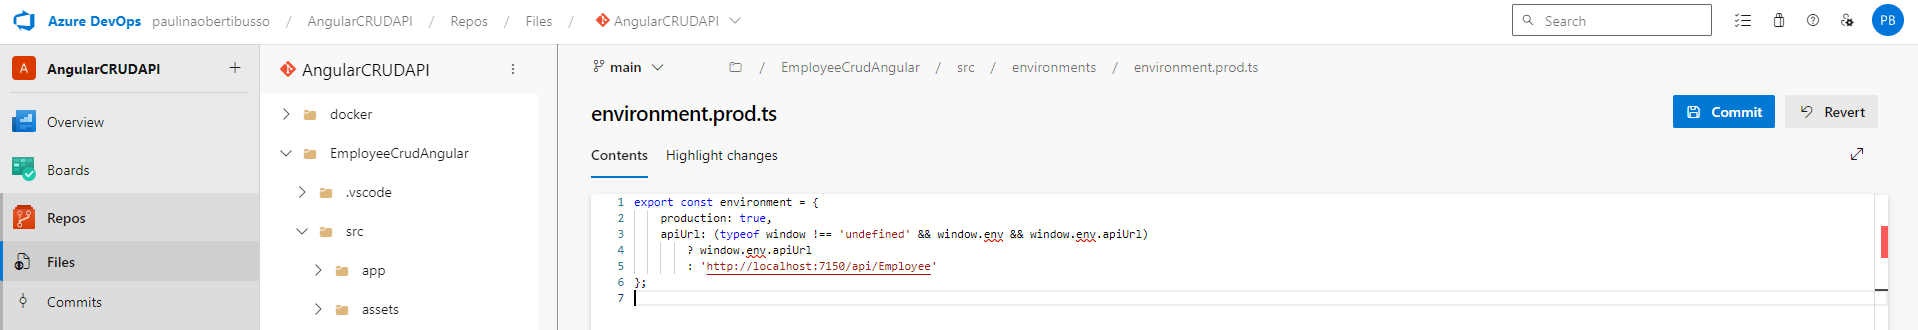 Azure DevOps paulinaobertibusso / AngularCRUDAPI / Repos / Files / AngularCRUDAPI
Search
PB
A AngularCRUDAPI +
Overview
Boards
Repos
Files
Commits
AngularCRUDAPI
docker
EmployeeCrudAngular
.vscode
src
app
assets
main
/ EmployeeCrudAngular / src / environments / environment.prod.ts
environment.prod.ts
Commit
Revert
Contents
Highlight changes
1 export const environment = {
2 production: true,
3 apiUrl: (typeof window !== 'undefined' && window.env && window.env.apiUrl)
4 ? window.env.apiUrl
5 : 'http://localhost:7150/api/Employee'
6 };
7